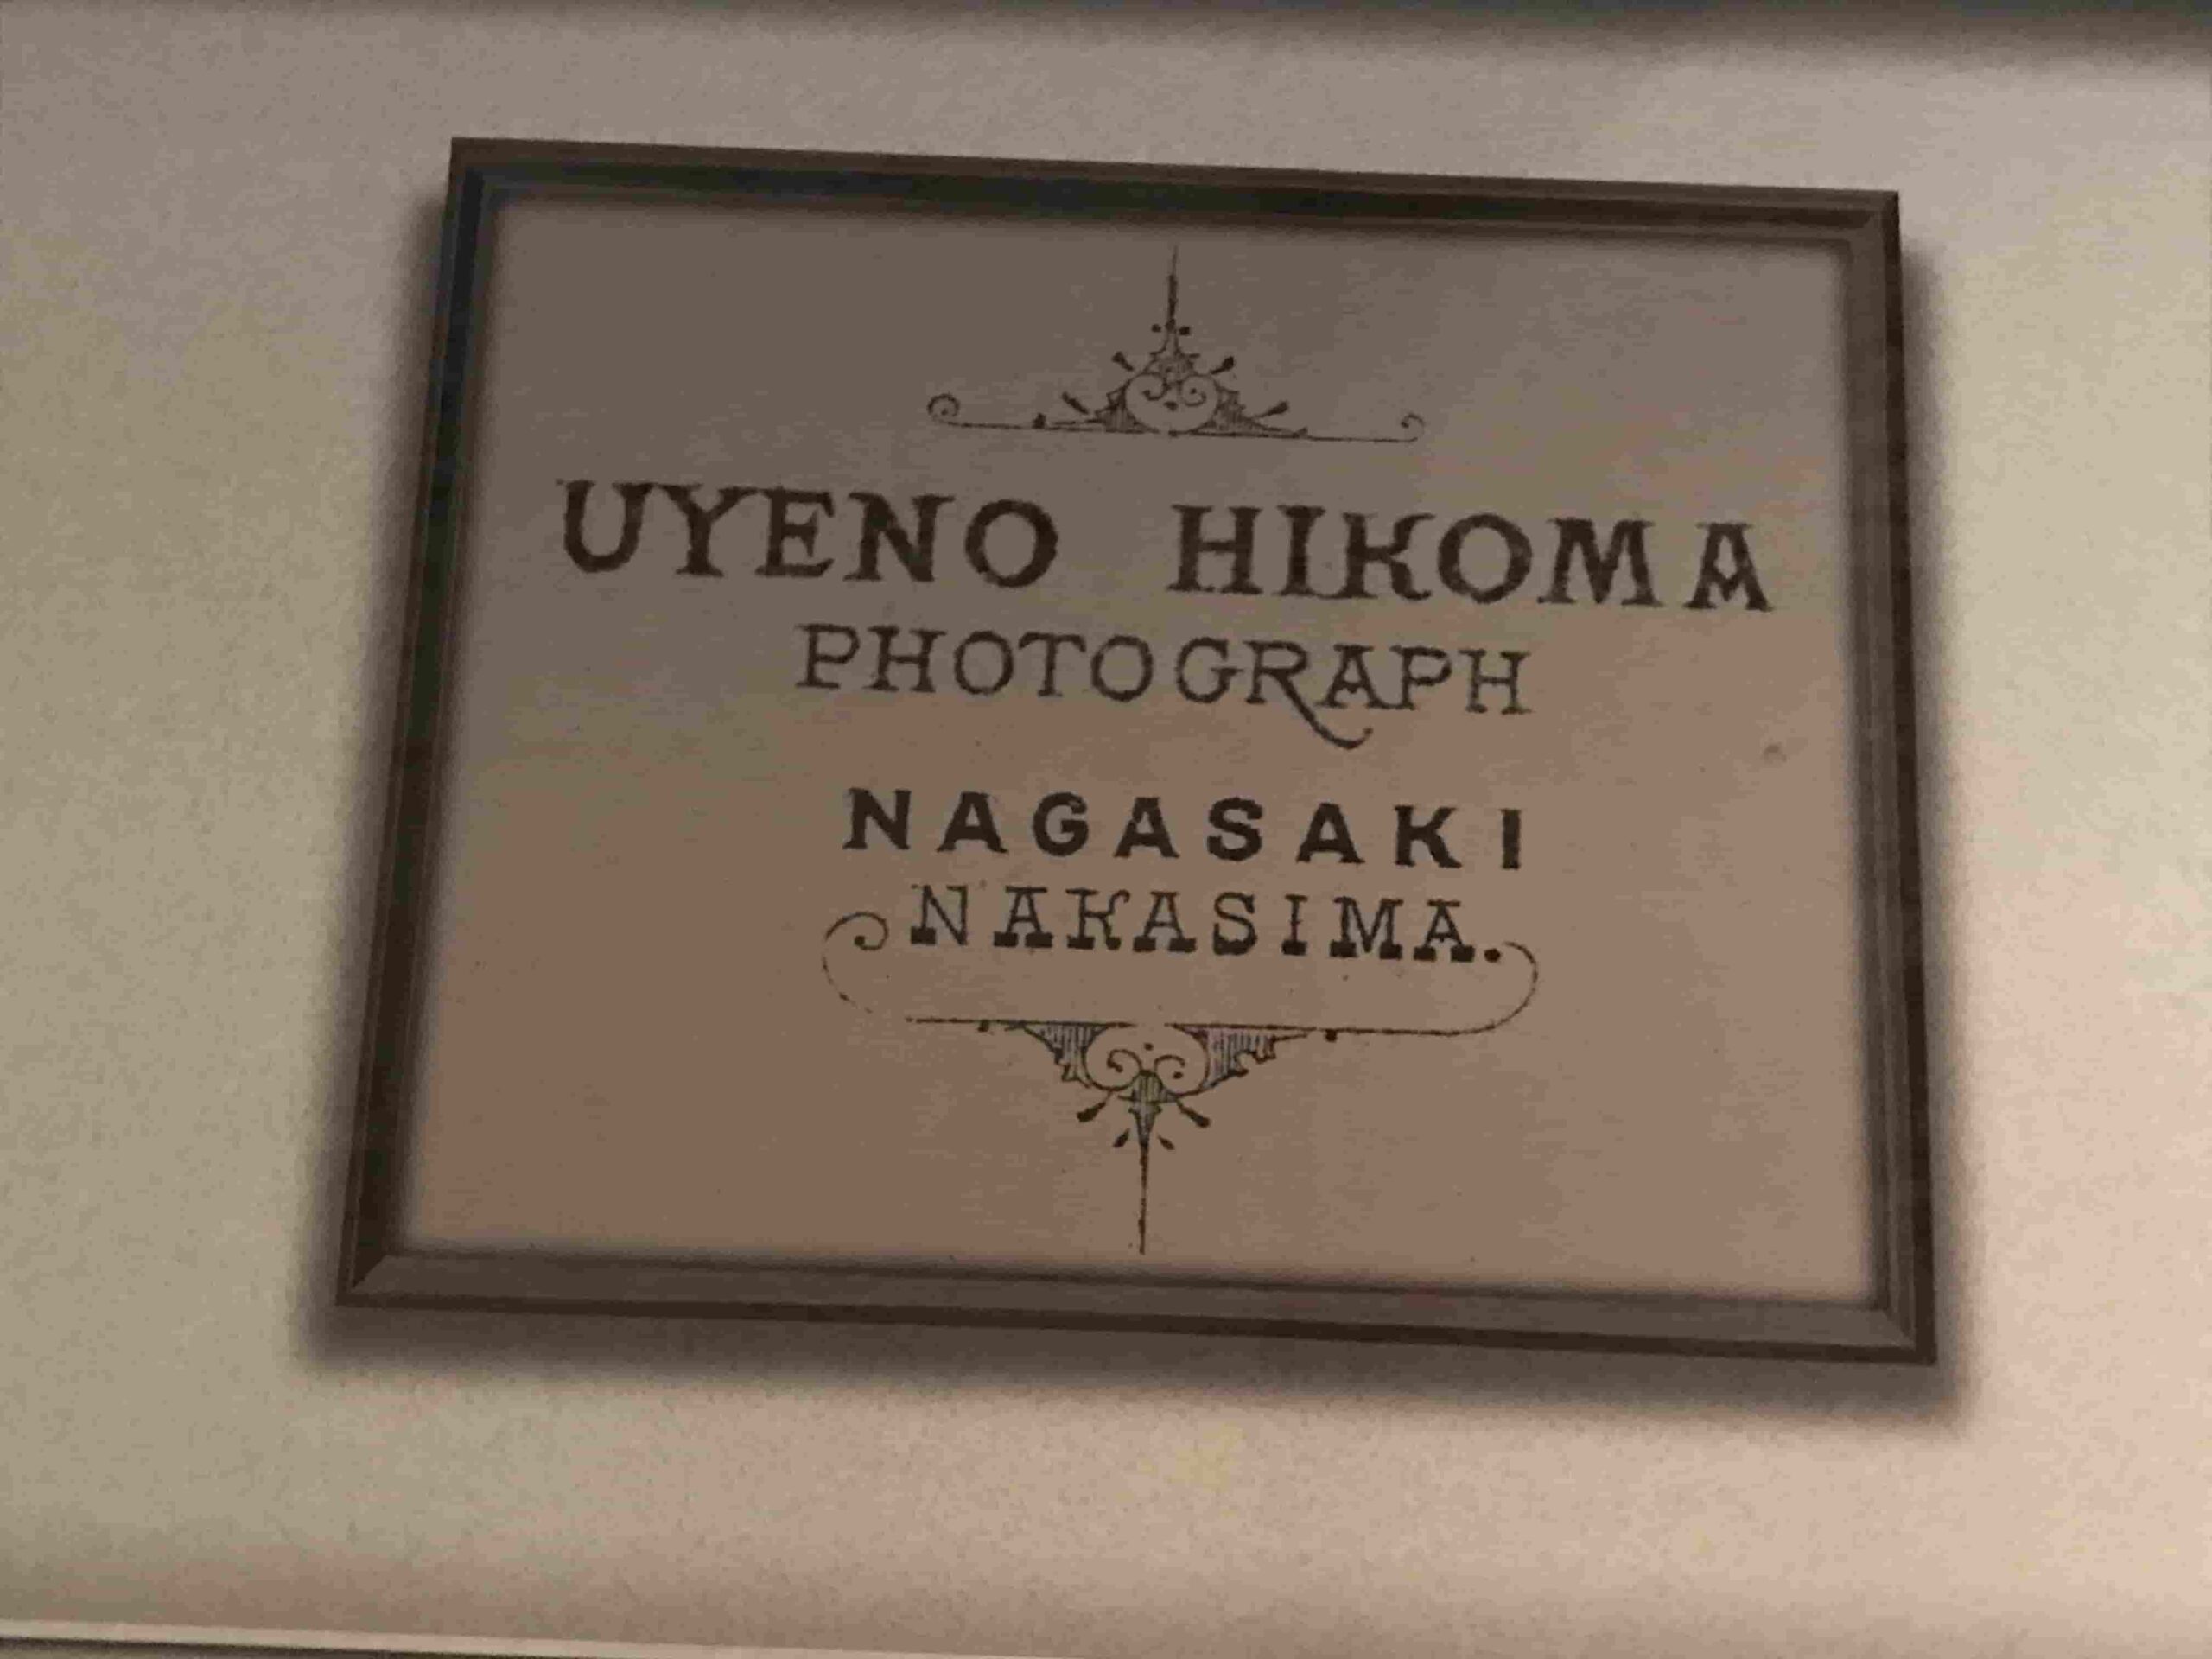 UYENO HIKOMA
PHOTOGRAPH
NAGASAKI
NAKASIMA.